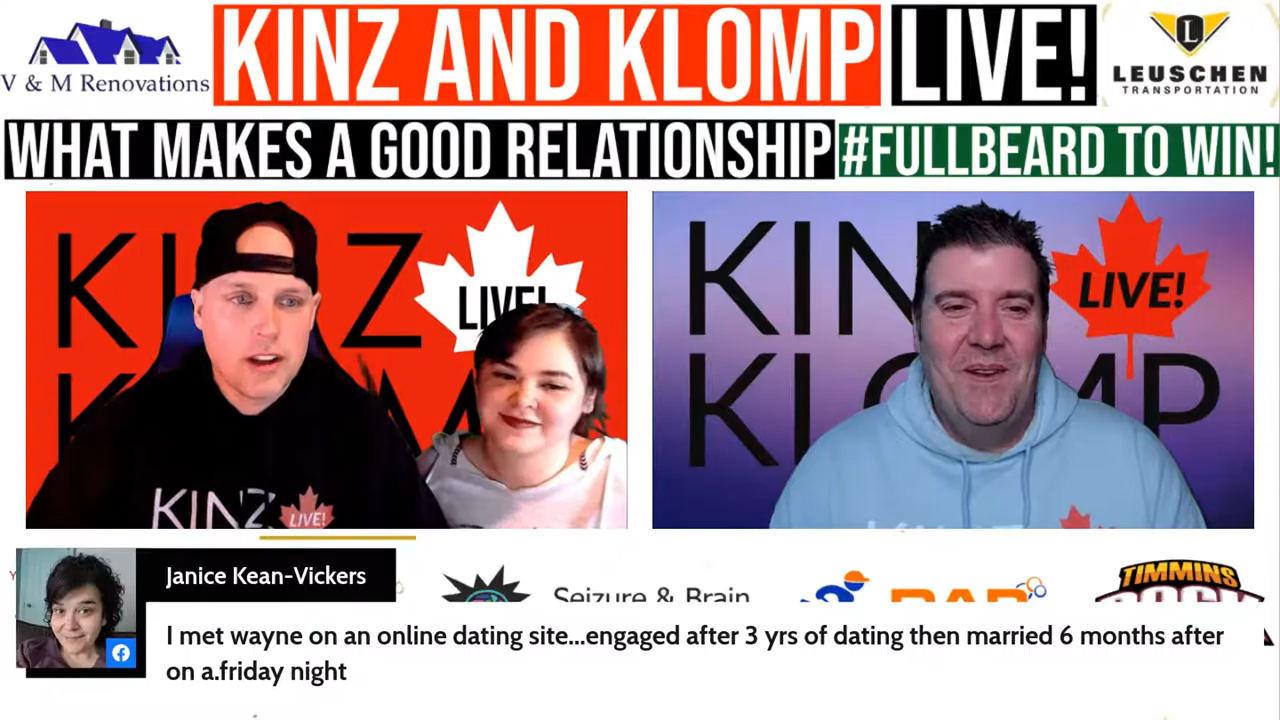 V & M Renovations
KINZ AND KLOMP LIVE!
L
LEUSCHEN
TRANSPORTATION
WHAT MAKES A GOOD RELATIONSHIP #FULLBEARD TO WIN!
LIVE!
KINZ
LIVE!
LIVE!
Janice Kean-Vickers
Seizure & Brain
TIMMINS
I met wayne on an online dating site...engaged after 3 yrs of dating then married 6 months after
on a.friday night